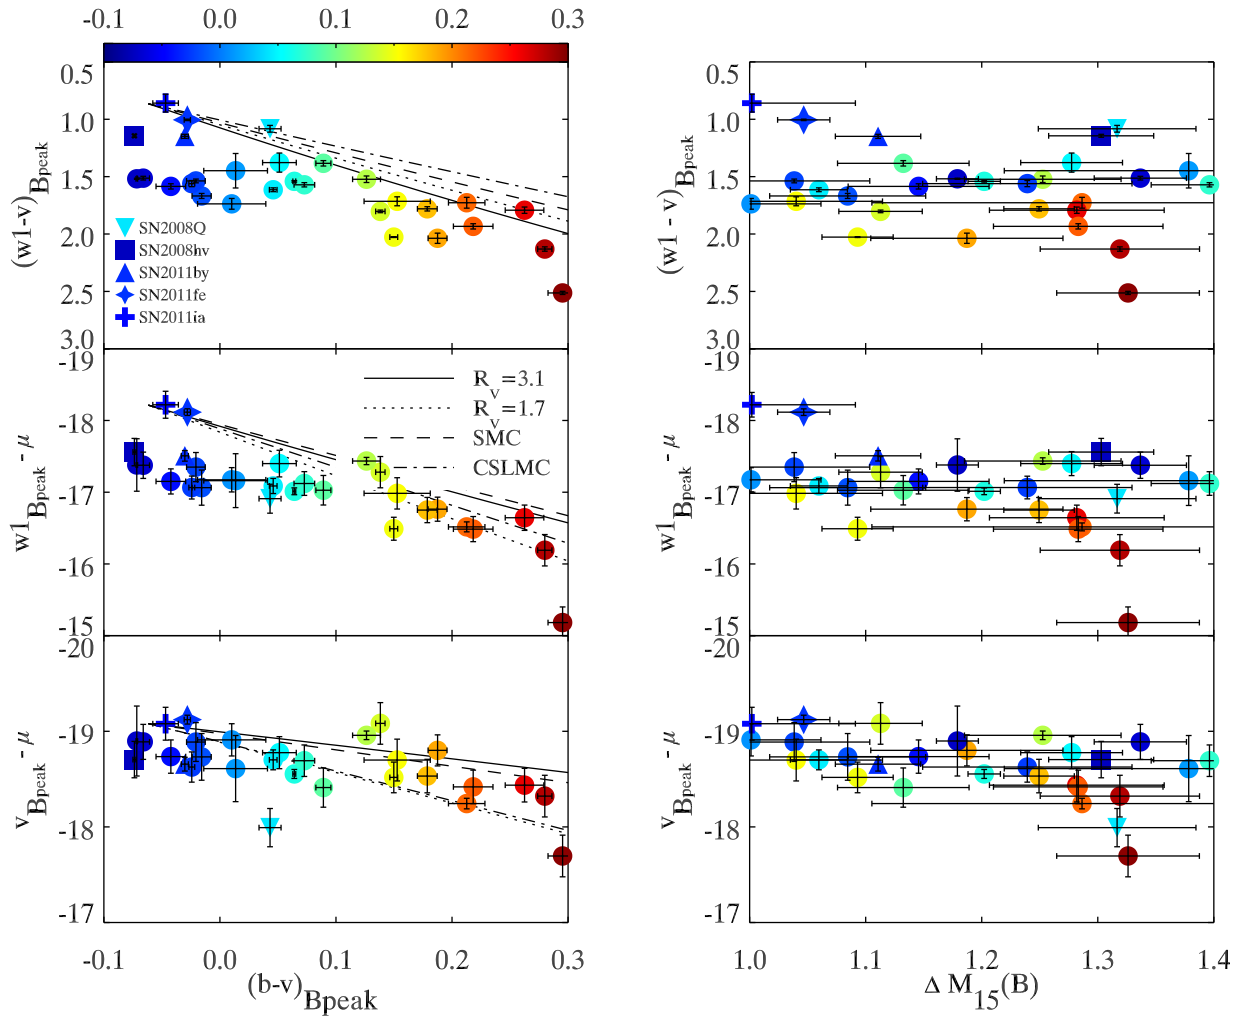 -0.1 0.0 0.1 0.2 0.3
0.5
1.0
1.5
2.0
2.5
3.0
(w1-v)Bpeak
SN2008Q
SN2008hv
SN2011by
SN2011fe
SN2011ia
0.5
1.0
1.5
2.0
2.5
3.0
(w1 - v)Bpeak
-19
-18
-17
-16
-15
w1Bpeak - μ
Rv=3.1
Rv=1.7
SMC
CSLMC
-19
-18
-17
-16
-15
w1Bpeak - μ
-20
-19
-18
-17
vBpeak - μ
-0.1 0.0 0.1 0.2 0.3
(b-v)Bpeak
-20
-19
-18
-17
vBpeak - μ
1.0 1.1 1.2 1.3 1.4
Δ M15(B)